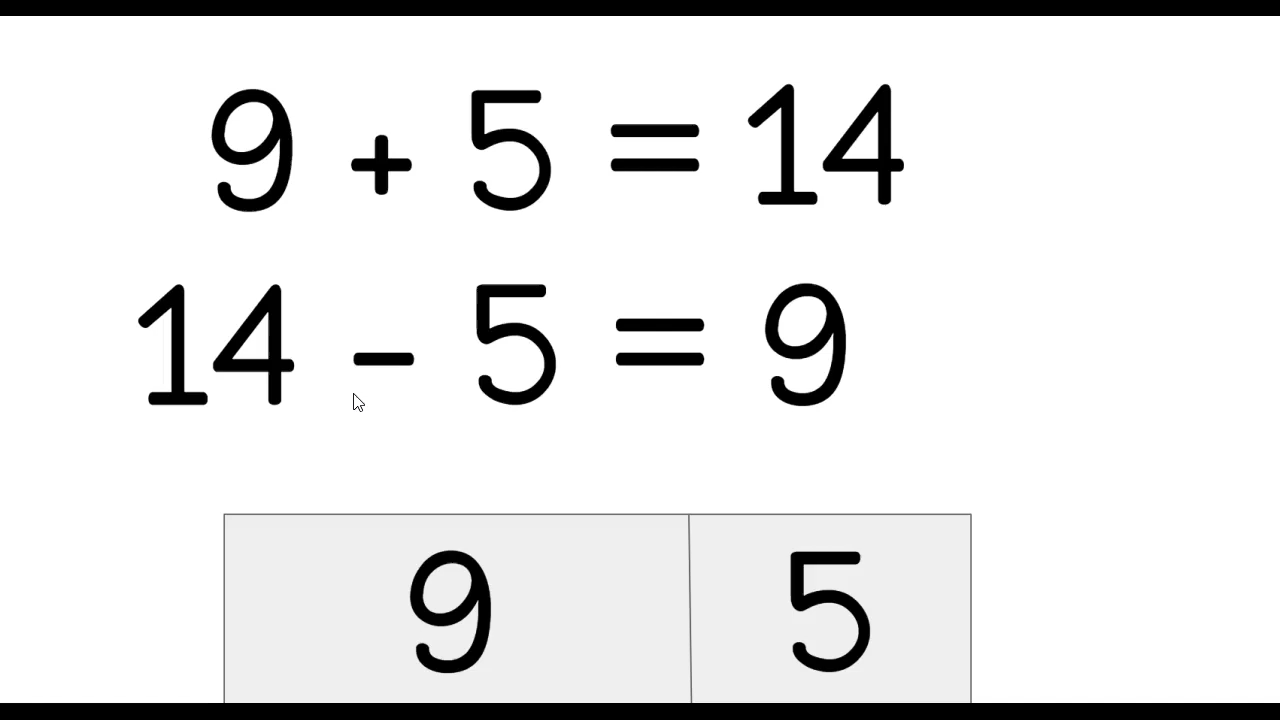 9 + 5 = 14
14 - 5 = 9
9 5